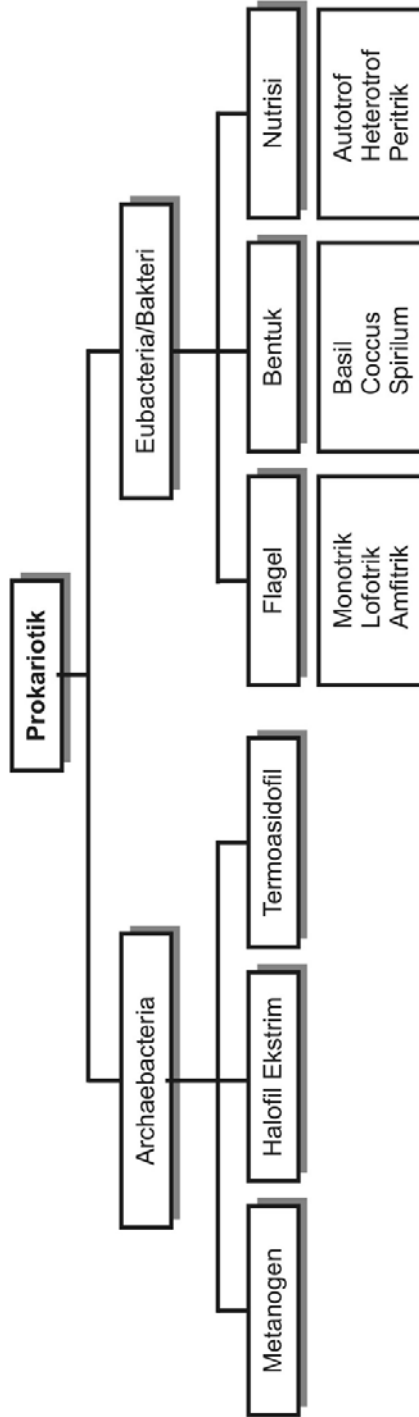 Prokariotik
Archaebacteria
Eubacteria/Bakteri
Metanogen
Halofil Ekstrim
Termoasidofil
Flagel
Bentuk
Nutrisi
Monotrik
Lofotrik
Amfitrik
Basil
Coccus
Spirilum
Autotrof
Heterotrof
Peritrik